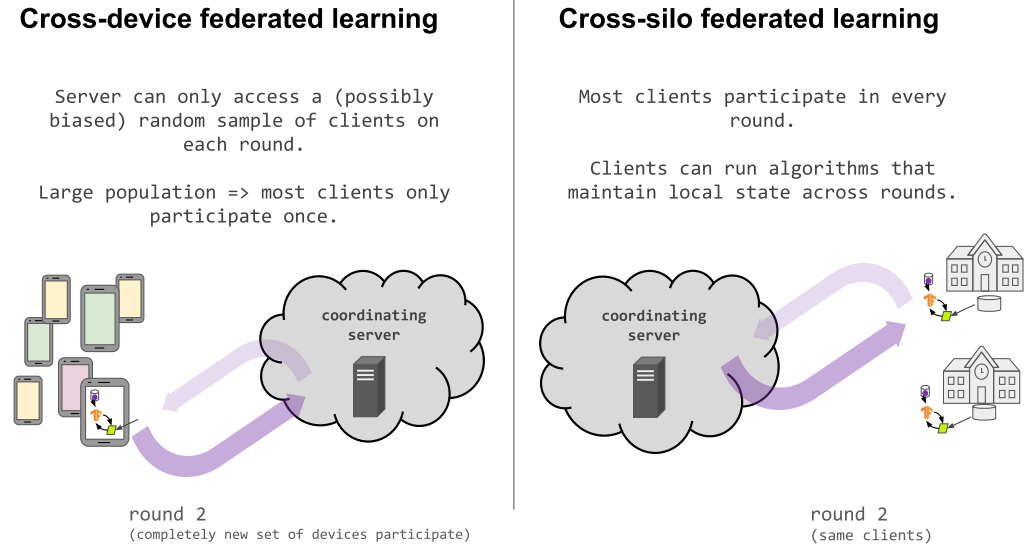 Cross-device federated learning
Server can only access a (possibly
biased) random sample of clients on
each round.
Large population => most clients only
participate once.
coordinating
server
round 2
(completely new set of devices participate)
Cross-silo federated learning
Most clients participate in every
round.
Clients can run algorithms that
maintain local state across rounds.
coordinating
server
round 2
(same clients)